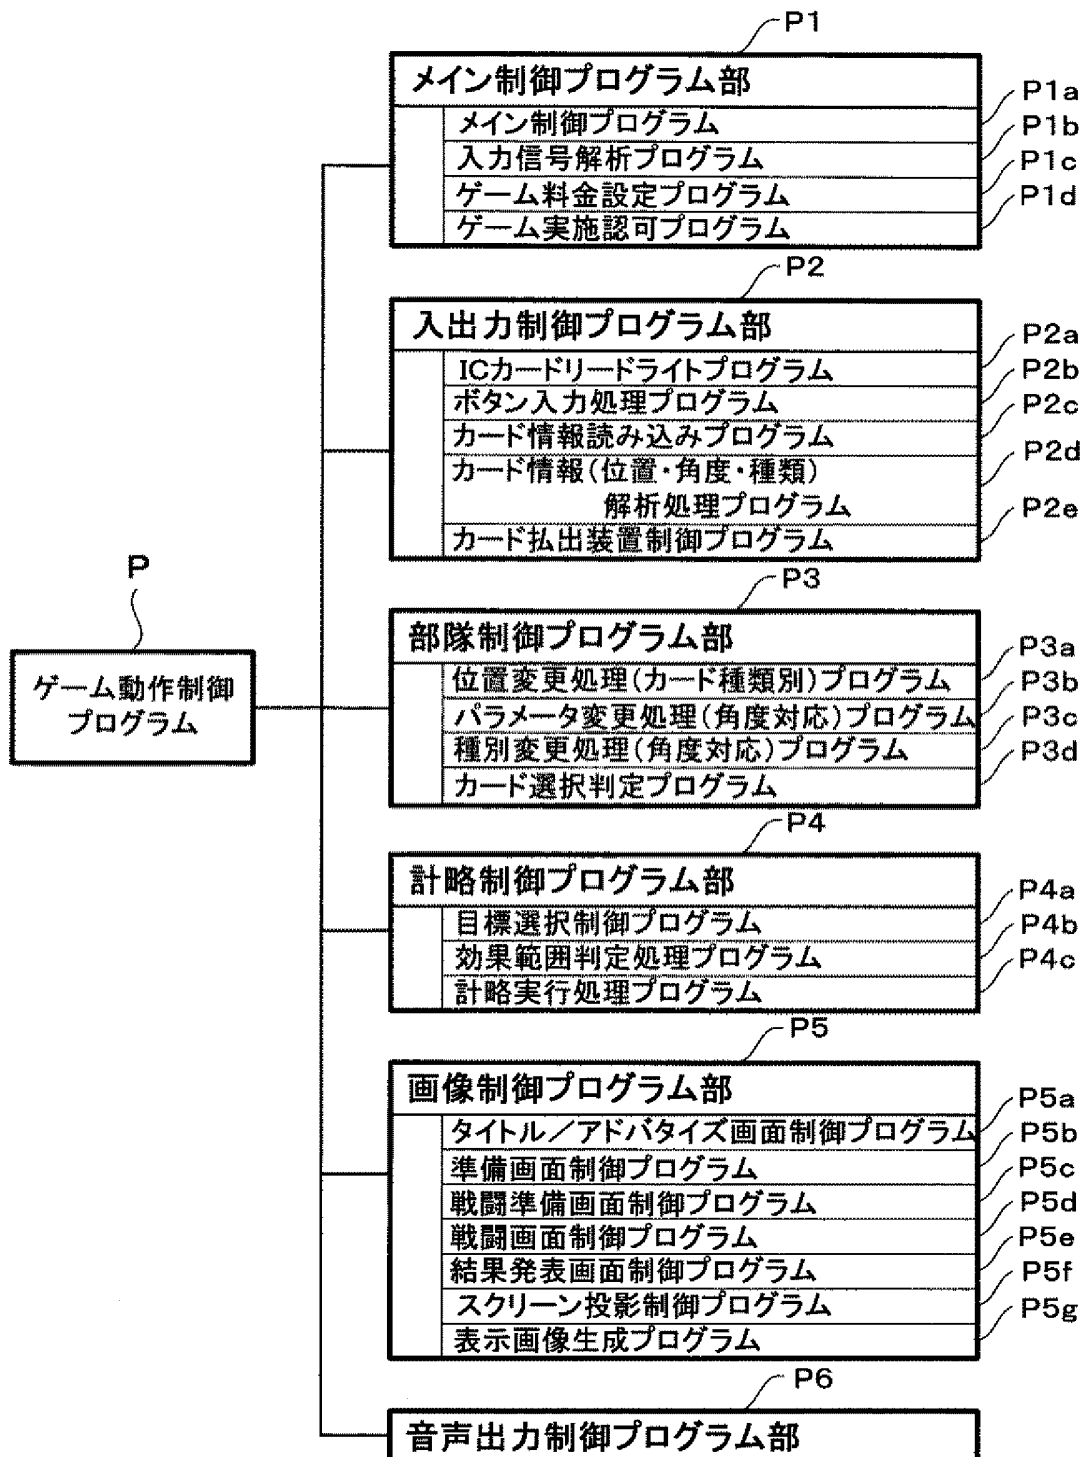 P1
メイン制御プログラム部
P1a
メイン制御プログラム
P1b
入力信号解析プログラム
P1c
ゲーム料金設定プログラム
P1d
ゲーム実施認可プログラム
P2
入出力制御プログラム部
P2a
ICカードリードライトプログラム
P2b
ボタン入力処理プログラム
P2c
カード情報読み込みプログラム
P2d
カード情報(位置・角度・種類)
解析処理プログラム
P2e
カード払出装置制御プログラム
P
ゲーム動作制御
プログラム
P3
部隊制御プログラム部
P3a
位置変更処理(カード種類別)プログラム
P3b
パラメータ変更処理(角度対応)プログラム
P3c
種別変更処理(角度対応)プログラム
P3d
カード選択判定プログラム
P4
計略制御プログラム部
P4a
目標選択制御プログラム
P4b
効果範囲判定処理プログラム
P4c
計略実行処理プログラム
P5
画像制御プログラム部
P5a
タイトル/アドバタイズ画面制御プログラム
P5b
準備画面制御プログラム
P5c
戦闘準備画面制御プログラム
P5d
戦闘画面制御プログラム
P5e
結果発表画面制御プログラム
P5f
スクリーン投影制御プログラム
P5g
表示画像生成プログラム
P6
音声出力制御プログラム部